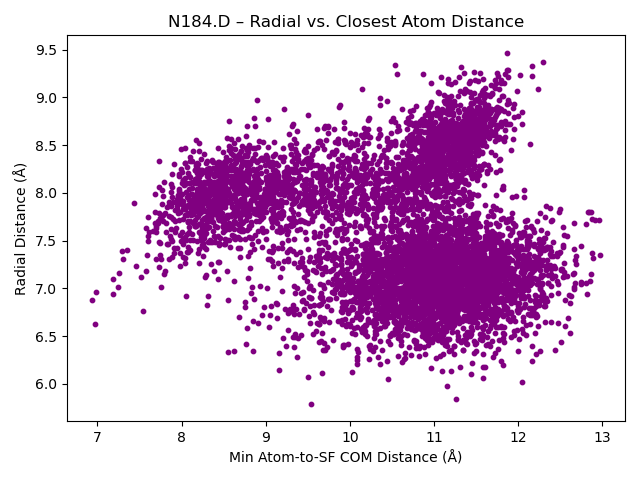 N184.D – Radial vs. Closest Atom Distance
9.5
9.0
8.5
8.0
7.5
7.0
6.5
6.0
Radial Distance (Å)
7 8 9 10 11 12 13
Min Atom-to-SF COM Distance (Å)